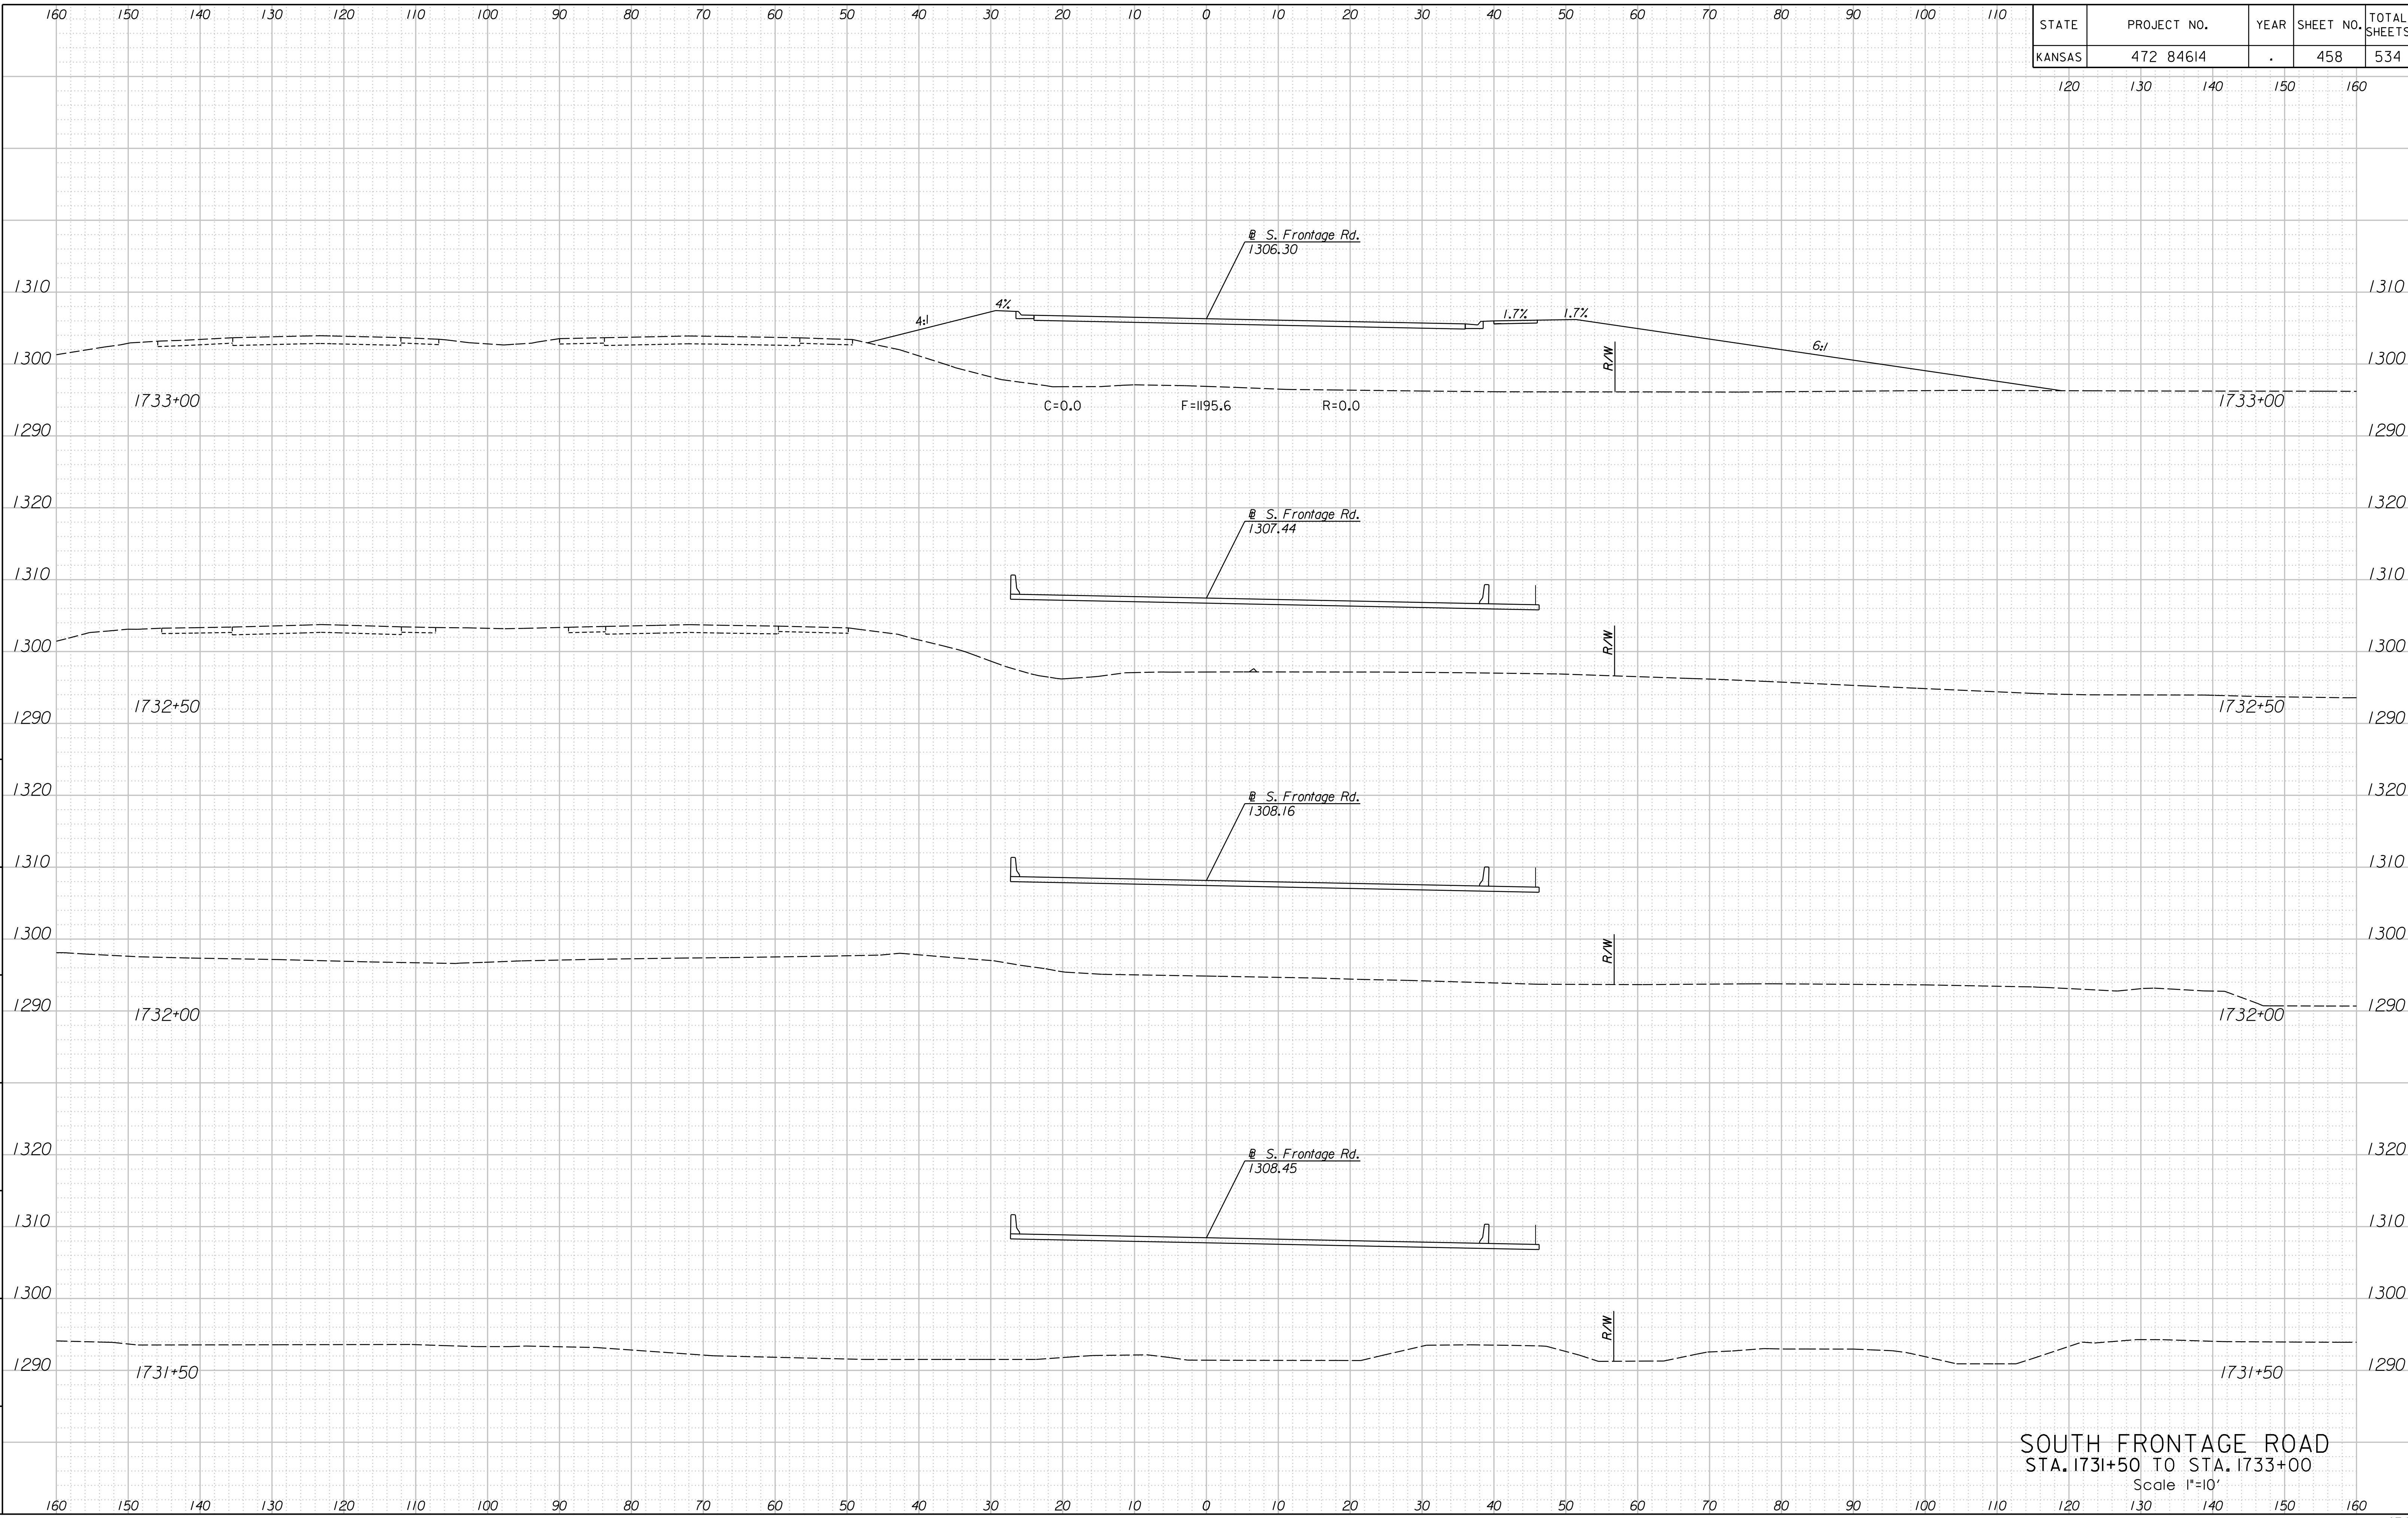 160 150 140 130 120 110 100 90 80 70 60 50 40 30 20 10 0 10 20 30 40 50 60 70 80 90 100 110
STATE PROJECT NO. YEAR SHEET NO. TOTAL SHEETS
KANSAS 472 84614 . 458 534
120 130 140 150 160
℄ S. Frontage Rd.
1306.30
1310 1310
4:1 4% 1.7% 1.7% 6:1
1300 R/W 1300
1733+00 C=0.0 F=1195.6 R=0.0 1733+00
1290 1290
1320 1320
℄ S. Frontage Rd.
1307.44
1310 1310
1300 R/W 1300
1732+50 1732+50
1290 1290
1320 1320
℄ S. Frontage Rd.
1308.16
1310 1310
1300 R/W 1300
1290 1290
1732+00 1732+00
1320 1320
℄ S. Frontage Rd.
1308.45
1310 1310
1300 1300
R/W
1290 1290
1731+50 1731+50
SOUTH FRONTAGE ROAD
STA. 1731+50 TO STA. 1733+00
Scale 1"=10'
160 150 140 130 120 110 100 90 80 70 60 50 40 30 20 10 0 10 20 30 40 50 60 70 80 90 100 110 120 130 140 150 160